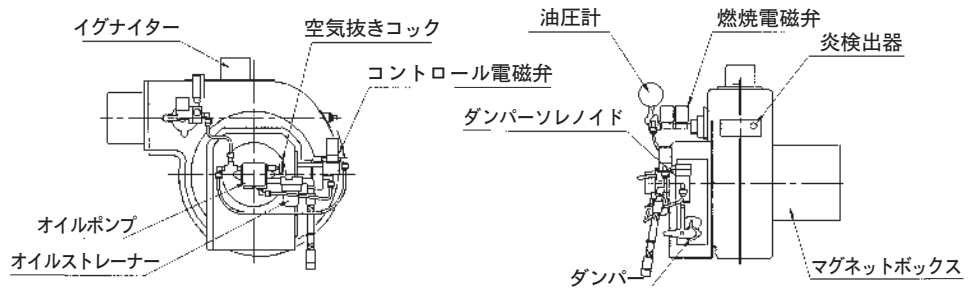 イグナイター
空気抜きコック
コントロール電磁弁
オイルポンプ
オイルストレーナー
油圧計
燃焼電磁弁
炎検出器
ダンパーソレノイド
ダンパー
マグネットボックス